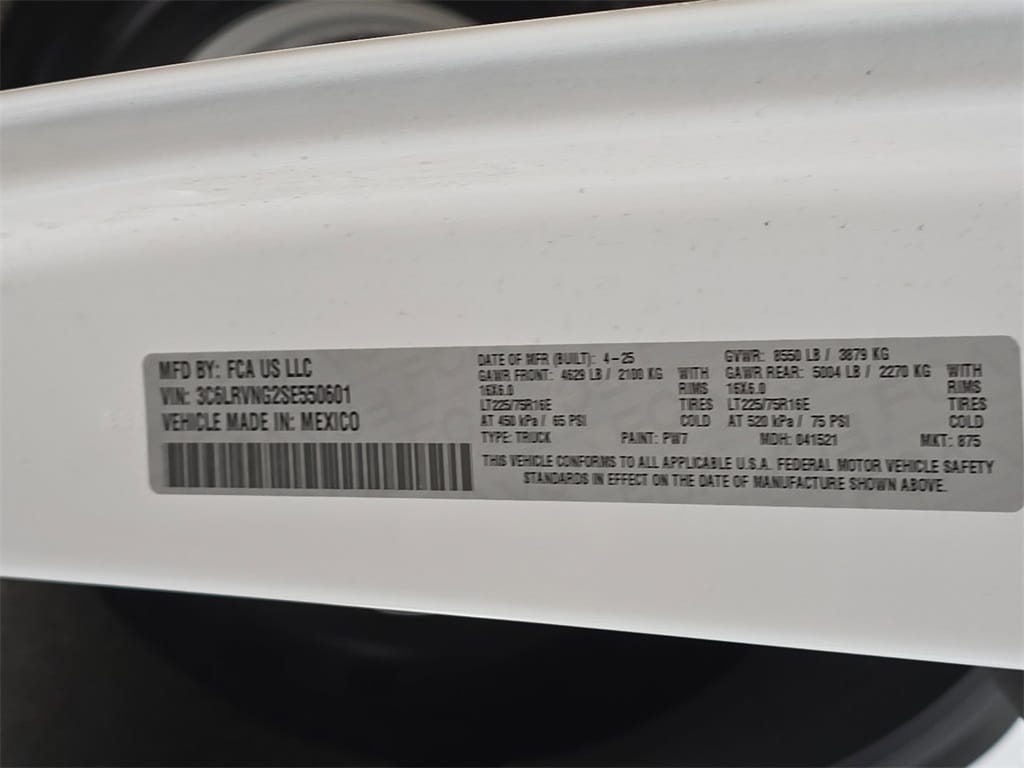 MFD BY: FCA US LLC
VIN: 3C6LRVNG2SE550601
VEHICLE MADE IN: MEXICO
DATE OF MFR (BUILT): 4-25
GAWR FRONT: 4629 LB / 2100 KG WITH
16X6.0 RIMS
LT225/75R16E TIRES
AT 450 kPa / 65 PSI COLD
GVWR: 8550 LB / 3879 KG
GAWR REAR: 5004 LB / 2270 KG WITH
16X6.0 RIMS
LT225/75R16E TIRES
AT 520 kPa / 75 PSI COLD
TYPE: TRUCK PAINT: PW7 MDH: 041521 MKT: 875
THIS VEHICLE CONFORMS TO ALL APPLICABLE U.S.A. FEDERAL MOTOR VEHICLE SAFETY
STANDARDS IN EFFECT ON THE DATE OF MANUFACTURE SHOWN ABOVE.